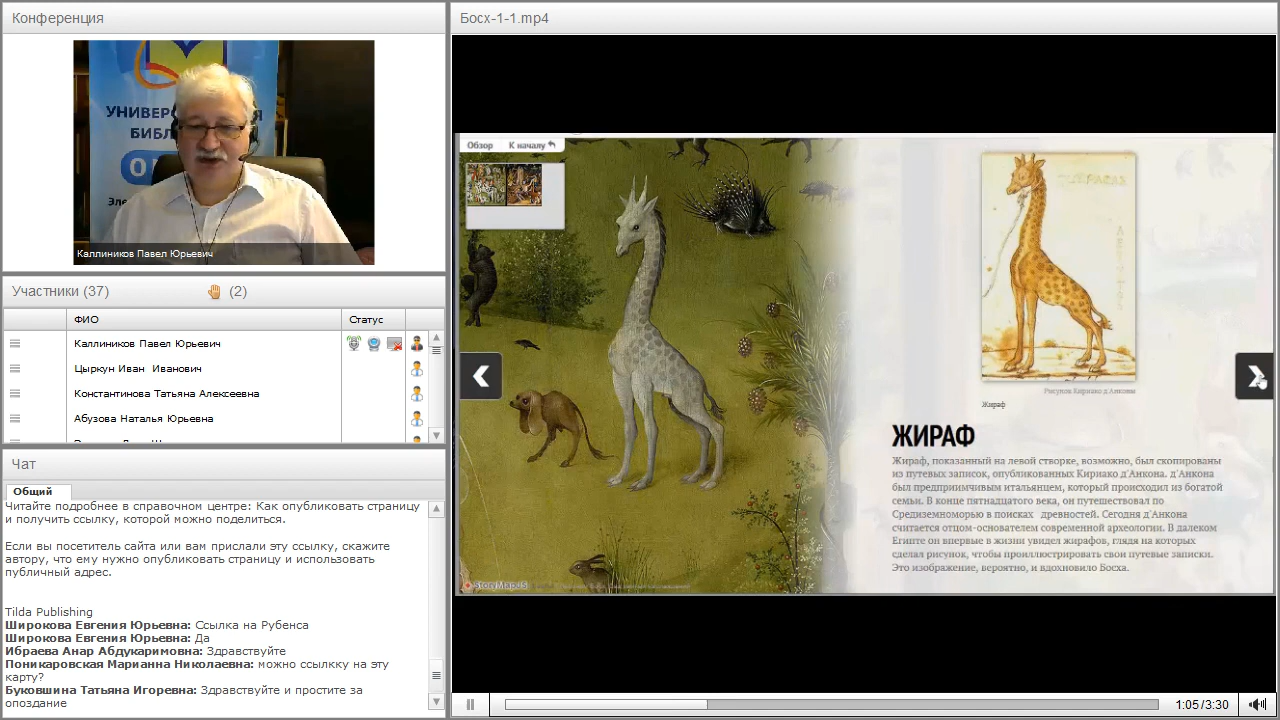 Конференция
УНИВЕР
БИБЛ
Каллиников Павел Юрьевич
Участники (37)
(2)
ФИО
Статус
Каллиников Павел Юрьевич
Цыркун Иван Иванович
Константинова Татьяна Алексеевна
Абузова Наталья Юрьевна
Чат
Общий
Читайте подробнее в справочном центре: Как опубликовать страницу
и получить ссылку, которой можно поделиться.
Если вы посетитель сайта или вам прислали эту ссылку, скажите
автору, что ему нужно опубликовать страницу и использовать
публичный адрес.
Tilda Publishing
Широкова Евгения Юрьевна: Ссылка на Рубенса
Широкова Евгения Юрьевна: Да
Ибраева Анар Абдукаримовна: Здравствуйте
Поникаровская Марианна Николаевна: можно ссылкку на эту
карту?
Буковшина Татьяна Игоревна: Здравствуйте и простите за
опоздание
Босх-1-1.mp4
Обзор
К началу
StoryMapJS
Рисунок Кириако д'Анкона
Жираф
ЖИРАФ
Жираф, показанный на левой створке, возможно, был скопированы
из путевых записок, опубликованных Кириако д'Анкона. д'Анкона
был предприимчивым итальянцем, который происходил из богатой
семьи. В конце пятнадцатого века, он путешествовал по
Средиземноморью в поисках древностей. Сегодня д'Анкона
считается отцом-основателем современной археологии. В далеком
Египте он впервые в жизни увидел жирафов, глядя на которых
сделал рисунок, чтобы проиллюстрировать свои путевые записки.
Это изображение, вероятно, и вдохновило Босха.
1:05/3:30